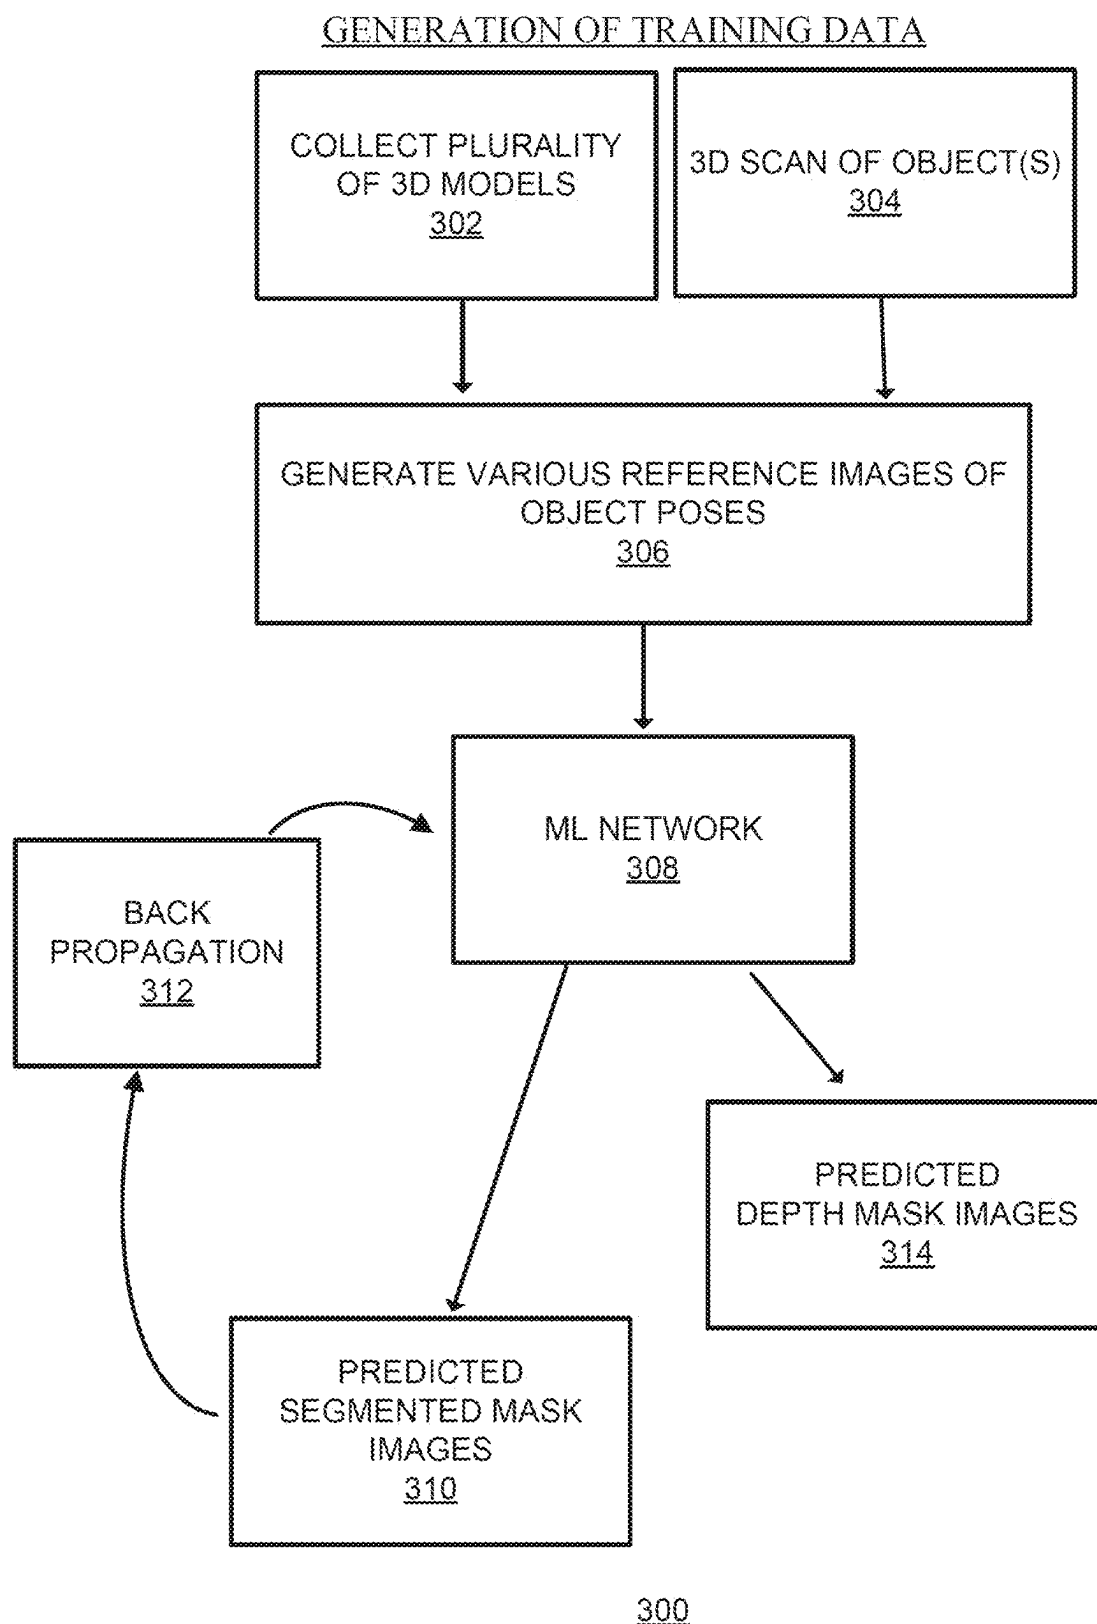 GENERATION OF TRAINING DATA
COLLECT PLURALITY
OF 3D MODELS
302
3D SCAN OF OBJECT(S)
304
GENERATE VARIOUS REFERENCE IMAGES OF
OBJECT POSES
306
ML NETWORK
308
BACK
PROPAGATION
312
PREDICTED
DEPTH MASK IMAGES
314
PREDICTED
SEGMENTED MASK
IMAGES
310
300